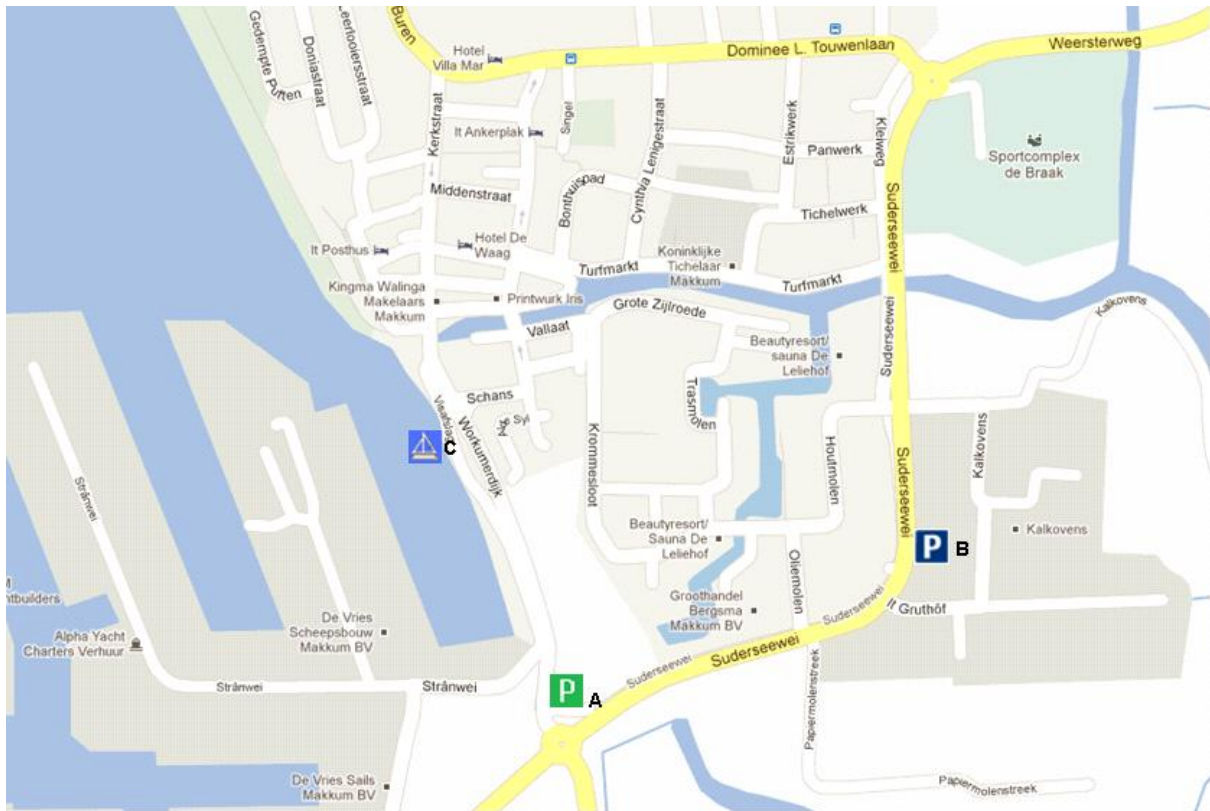 Buren
Leerlooiersstraat
Doniastraat
Gedempte Putten
Hotel
Villa Mar
Dominee L. Touwenlaan
Weersterweg
Kerkstraat
It Ankerplak
Singel
Cynthia Lenigestraat
Estrikwerk
Kleiweg
Panwerk
Sportcomplex
de Braak
Middenstraat
Bonthuispad
Tichelwerk
Suderseewei
It Posthus
Hotel De
Waag
Koninklijke
Tichelaar
Makkum
Turfmarkt
Turfmarkt
Kingma Walinga
Makelaars
Makkum
Printwurk Iris
Grote Zijlroede
Vallaat
Kalkovens
Suderseewei
Beautyresort/
sauna De
Leliehof
Schans
Trasmolen
Visafslag
Workumerdijk
C
Krommesloot
Houtmolen
Suderseewei
Kalkovens
Strânwei
P B
Kalkovens
Beautyresort/
Sauna De
Leliehof
Oliemolen
ntbuilders
Groothandel
Bergsma
Makkum BV
Suderseewei
It Gruthôf
De Vries
Scheepsbouw
Makkum BV
Alpha Yacht
Charters Verhuur
Suderseewei
Suderseewei
Strânwei
Strânwei
P A
Papiermolenstreek
De Vries Sails
Makkum BV
Papiermolenstreek